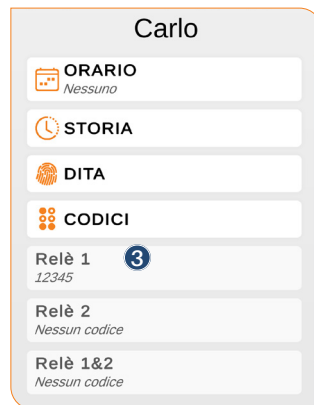 Carlo
ORARIO
Nessuno
STORIA
DITA
CODICI
Relè 1 3
12345
Relè 2
Nessun codice
Relè 1&2
Nessun codice